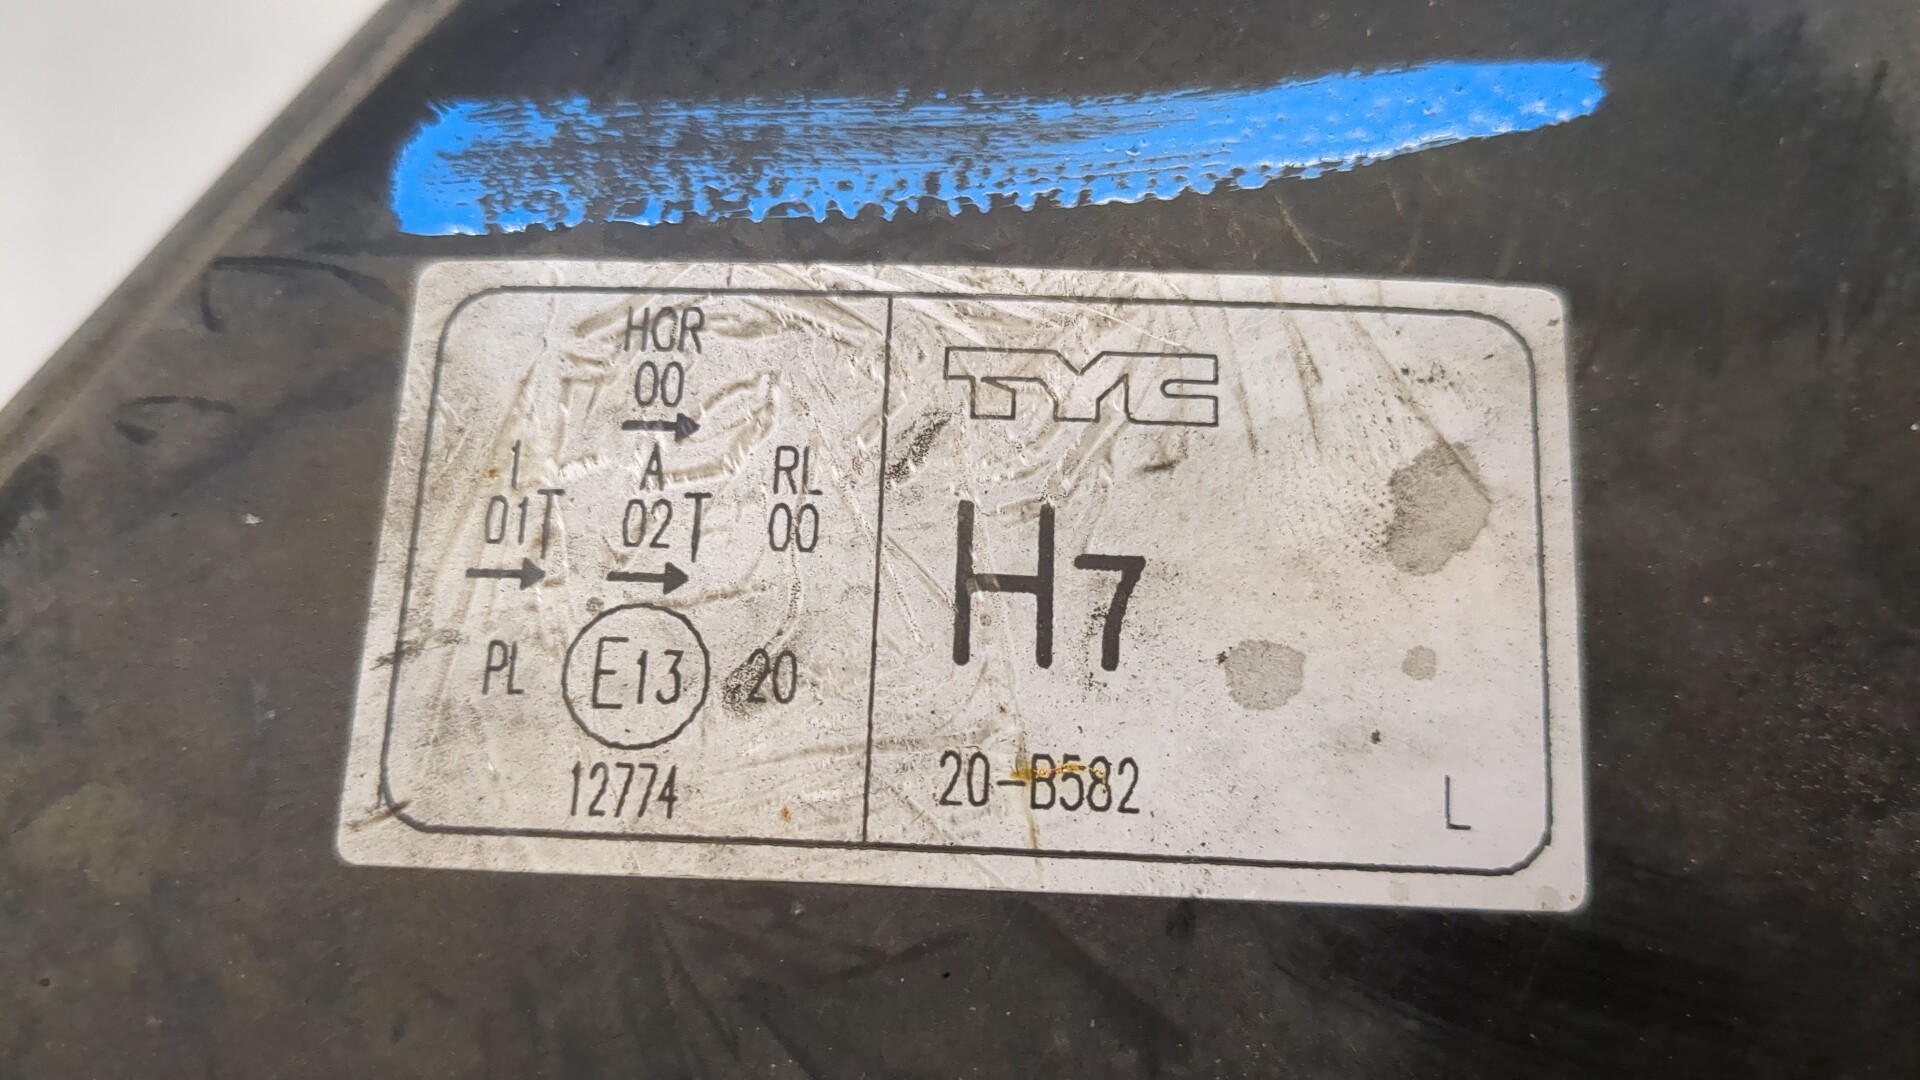 HCR
00
→
1 A RL
01T 02T 00
→ →
PL E13 20
12774
TYC
H7
20-B582 L